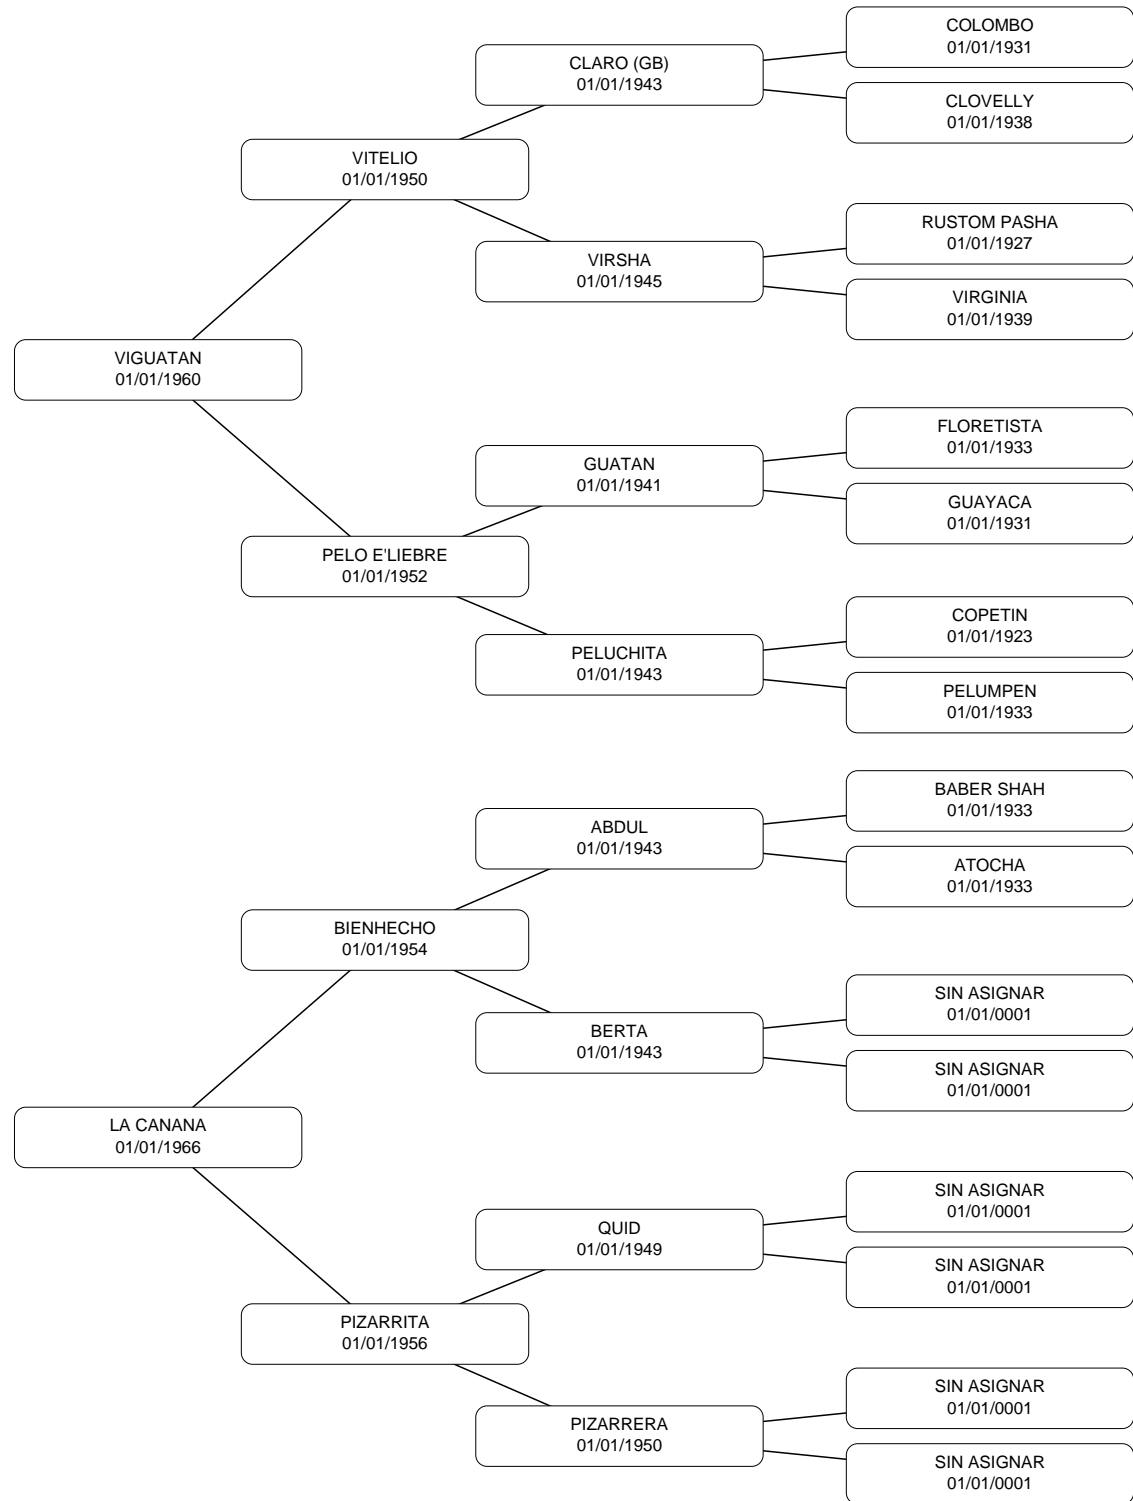 COLOMBO
01/01/1931
CLARO (GB)
01/01/1943
CLOVELLY
01/01/1938
VITELIO
01/01/1950
RUSTOM PASHA
01/01/1927
VIRSHA
01/01/1945
VIRGINIA
01/01/1939
VIGUATAN
01/01/1960
FLORETISTA
01/01/1933
GUATAN
01/01/1941
GUAYACA
01/01/1931
PELO E'LIEBRE
01/01/1952
COPETIN
01/01/1923
PELUCHITA
01/01/1943
PELUMPEN
01/01/1933
BABER SHAH
01/01/1933
ABDUL
01/01/1943
ATOCHA
01/01/1933
BIENHECHO
01/01/1954
SIN ASIGNAR
01/01/0001
BERTA
01/01/1943
SIN ASIGNAR
01/01/0001
LA CANANA
01/01/1966
SIN ASIGNAR
01/01/0001
QUID
01/01/1949
SIN ASIGNAR
01/01/0001
PIZARRITA
01/01/1956
SIN ASIGNAR
01/01/0001
PIZARRERA
01/01/1950
SIN ASIGNAR
01/01/0001